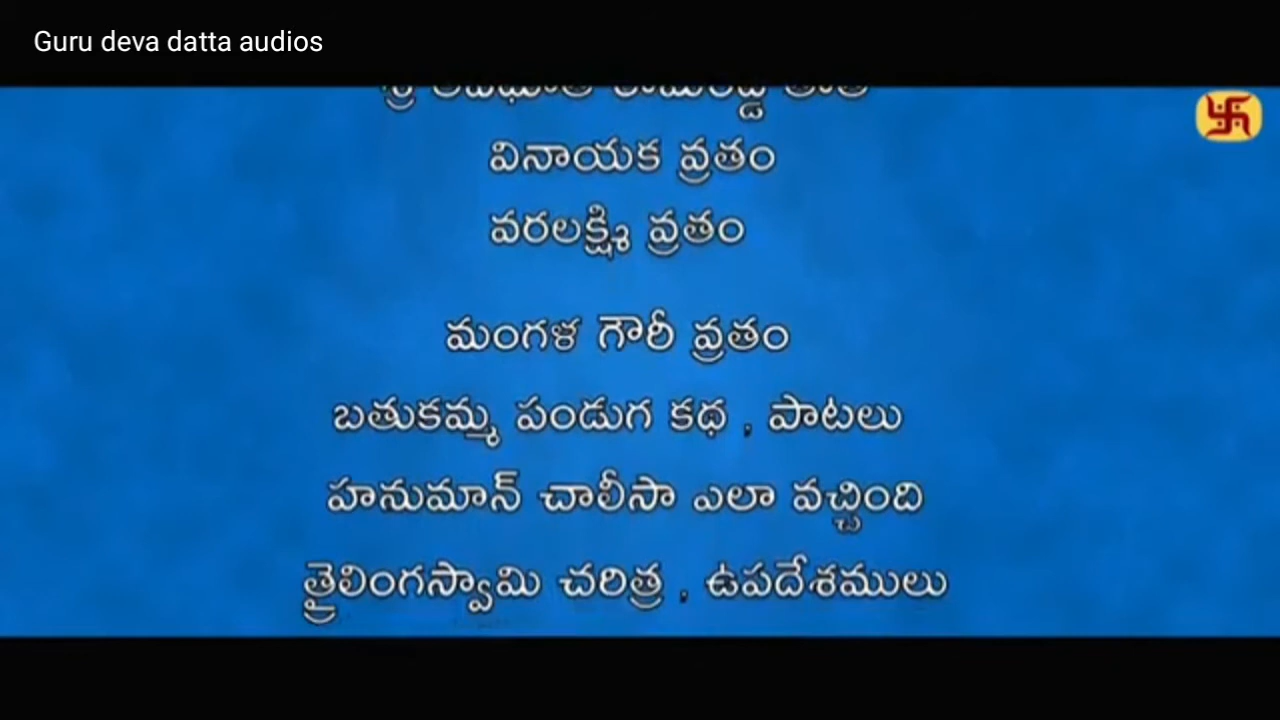 Guru deva datta audios
వినాయక వ్రతం
వరలక్ష్మి వ్రతం
మంగళ గౌరీ వ్రతం
బతుకమ్మ పండుగ కథ , పాటలు
హనుమాన్ చాలీసా ఎలా వచ్చింది
త్రైలింగస్వామి చరిత్ర , ఉపదేశములు